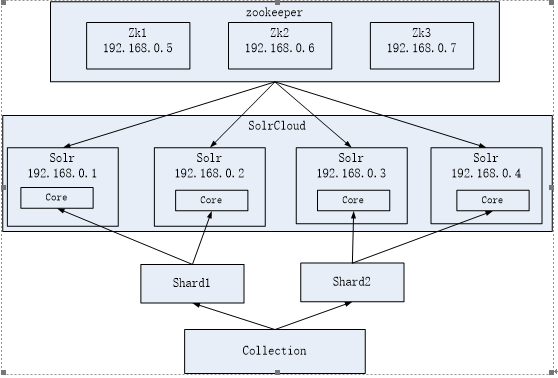 zookeeper
Zk1 Zk2 Zk3
192.168.0.5 192.168.0.6 192.168.0.7
SolrCloud
Solr Solr Solr Solr
192.168.0.1 192.168.0.2 192.168.0.3 192.168.0.4
Core Core Core Core
Shard1 Shard2
Collection